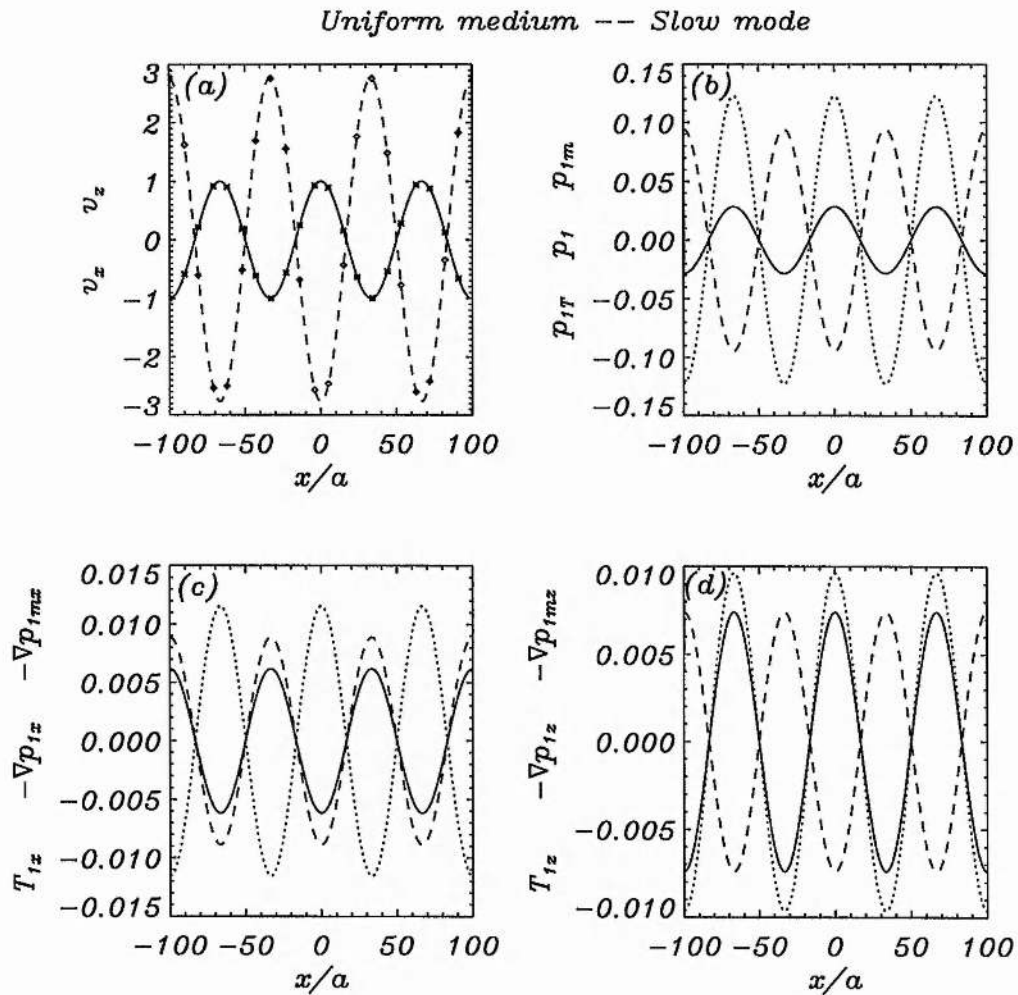 Uniform medium -- Slow mode
(a)
3
2
1
0
-1
-2
-3
v_x v_z
-100 -50 0 50 100
x/a
(b)
0.15
0.10
0.05
0.00
-0.05
-0.10
-0.15
p_1T p_1 p_1m
-100 -50 0 50 100
x/a
(c)
0.015
0.010
0.005
0.000
-0.005
-0.010
-0.015
T_1x -∇p_1x -∇p_1mx
-100 -50 0 50 100
x/a
(d)
0.010
0.005
0.000
-0.005
-0.010
T_1z -∇p_1z -∇p_1mz
-100 -50 0 50 100
x/a